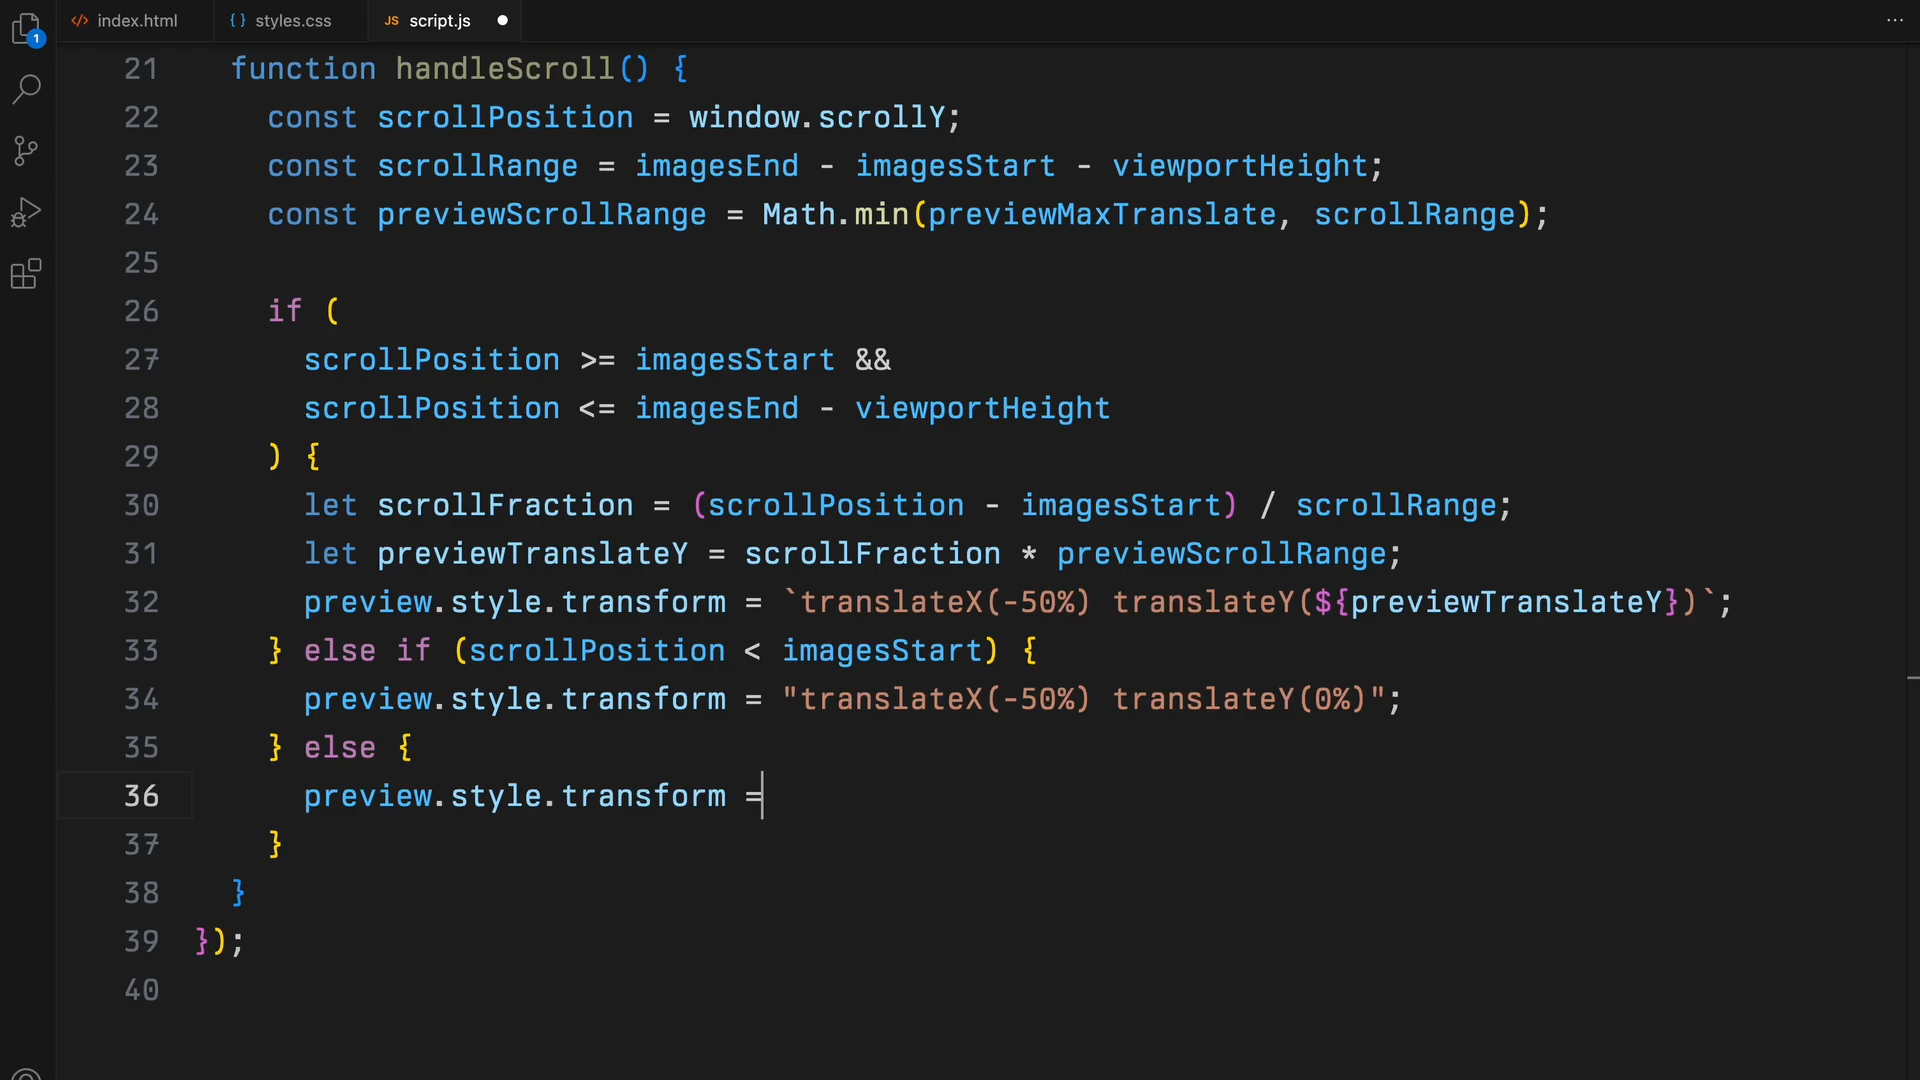 1
</> index.html
{ } styles.css
JS script.js
...
21 function handleScroll() {
22 const scrollPosition = window.scrollY;
23 const scrollRange = imagesEnd - imagesStart - viewportHeight;
24 const previewScrollRange = Math.min(previewMaxTranslate, scrollRange);
25
26 if (
27 scrollPosition >= imagesStart &&
28 scrollPosition <= imagesEnd - viewportHeight
29 ) {
30 let scrollFraction = (scrollPosition - imagesStart) / scrollRange;
31 let previewTranslateY = scrollFraction * previewScrollRange;
32 preview.style.transform = `translateX(-50%) translateY(${previewTranslateY})`;
33 } else if (scrollPosition < imagesStart) {
34 preview.style.transform = "translateX(-50%) translateY(0%)";
35 } else {
36 preview.style.transform =
37 }
38 }
39 });
40